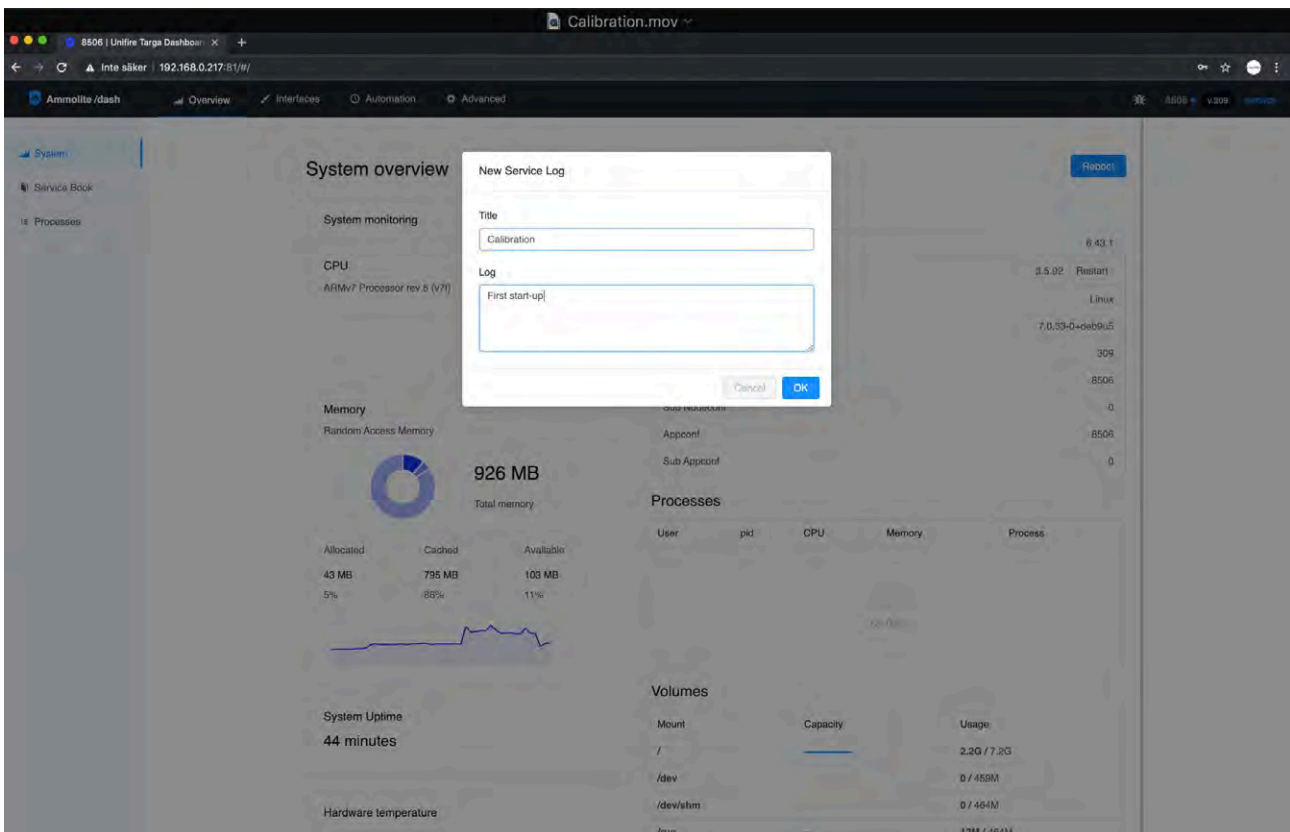 Calibration.mov
8506 | Unifire Targa Dashboar
Inte säker | 192.168.0.217:81/#/
Ammolite /dash Overview Interfaces Automation Advanced 8506 v.309 service
System
Service Book
Processes
System overview
Reboot
New Service Log
Title
Calibration
Log
First start-up
Cancel OK
System monitoring
CPU
ARMv7 Processor rev 5 (v7l)
6.43.1
3.5.02 Restart
Linux
7.0.33-0+deb9u5
309
8506
0
Appconf 8506
Sub Appconf 0
Memory
Random Access Memory
926 MB
Total memory
Allocated Cached Available
43 MB 795 MB 103 MB
5% 86% 11%
System Uptime
44 minutes
Hardware temperature
Processes
User pid CPU Memory Process
Volumes
Mount Capacity Usage
/ 2.2G / 7.2G
/dev 0 / 459M
/dev/shm 0 / 464M